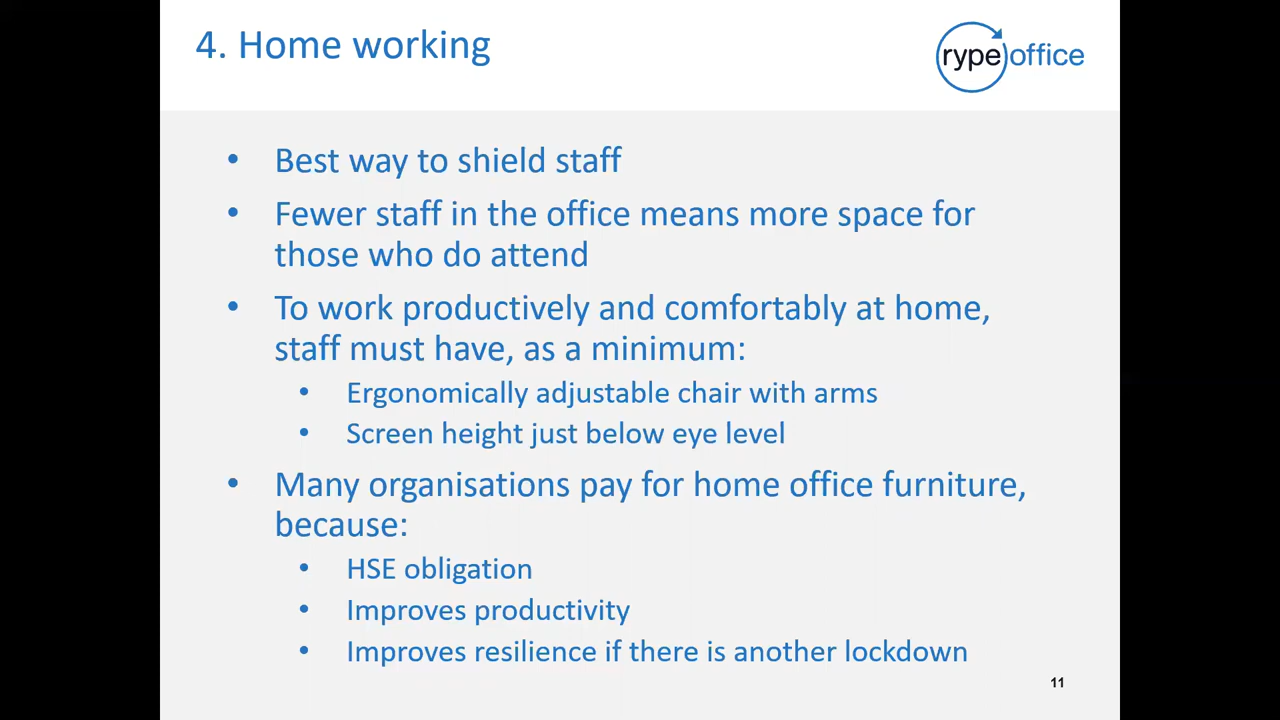 4. Home working
rype office
• Best way to shield staff
• Fewer staff in the office means more space for
those who do attend
• To work productively and comfortably at home,
staff must have, as a minimum:
• Ergonomically adjustable chair with arms
• Screen height just below eye level
• Many organisations pay for home office furniture,
because:
• HSE obligation
• Improves productivity
• Improves resilience if there is another lockdown
11